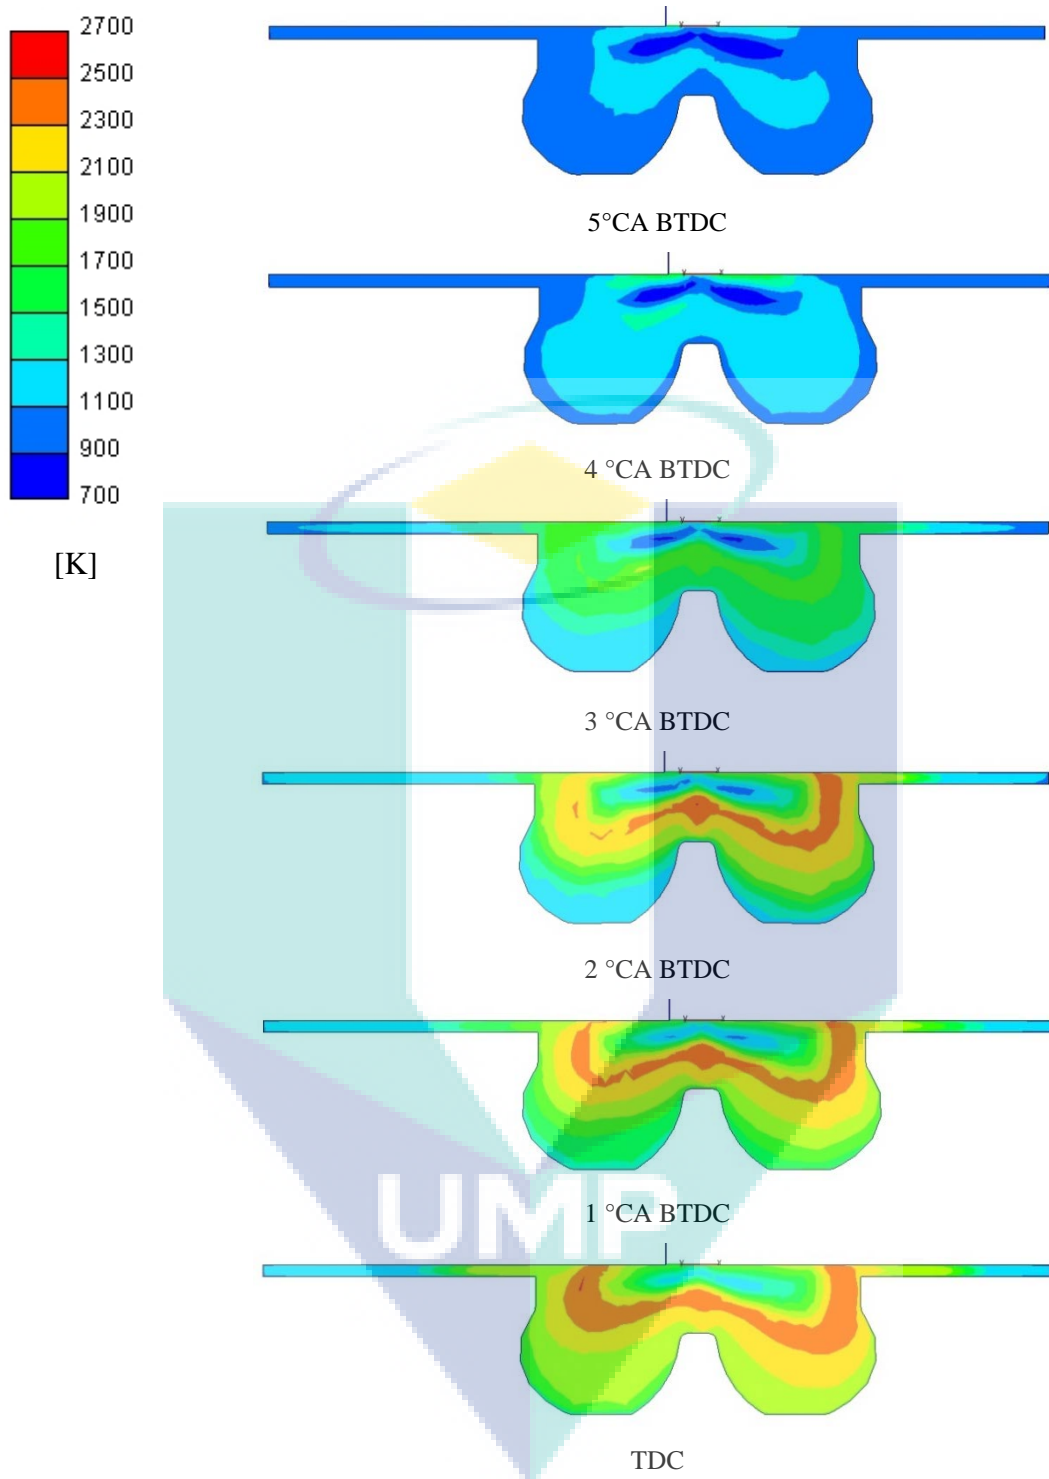 2700
2500
2300
2100
1900
1700
1500
1300
1100
900
700
[K]
5°CA BTDC
4 °CA BTDC
3 °CA BTDC
2 °CA BTDC
UMP
1 °CA BTDC
TDC